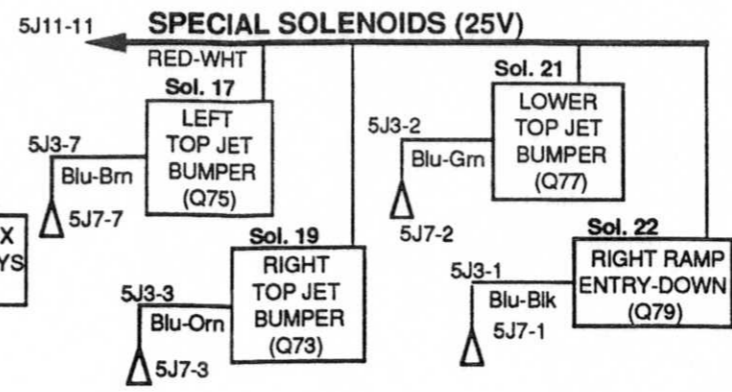 5J11-11
SPECIAL SOLENOIDS (25V)
RED-WHT
Sol. 17
LEFT
TOP JET
BUMPER
(Q75)
5J3-7
Blu-Brn
5J7-7
Sol. 21
LOWER
TOP JET
BUMPER
(Q77)
5J3-2
Blu-Grn
5J7-2
X
YS
Sol. 19
RIGHT
TOP JET
BUMPER
(Q73)
5J3-3
Blu-Orn
5J7-3
Sol. 22
RIGHT RAMP
ENTRY-DOWN
(Q79)
5J3-1
Blu-Blk
5J7-1